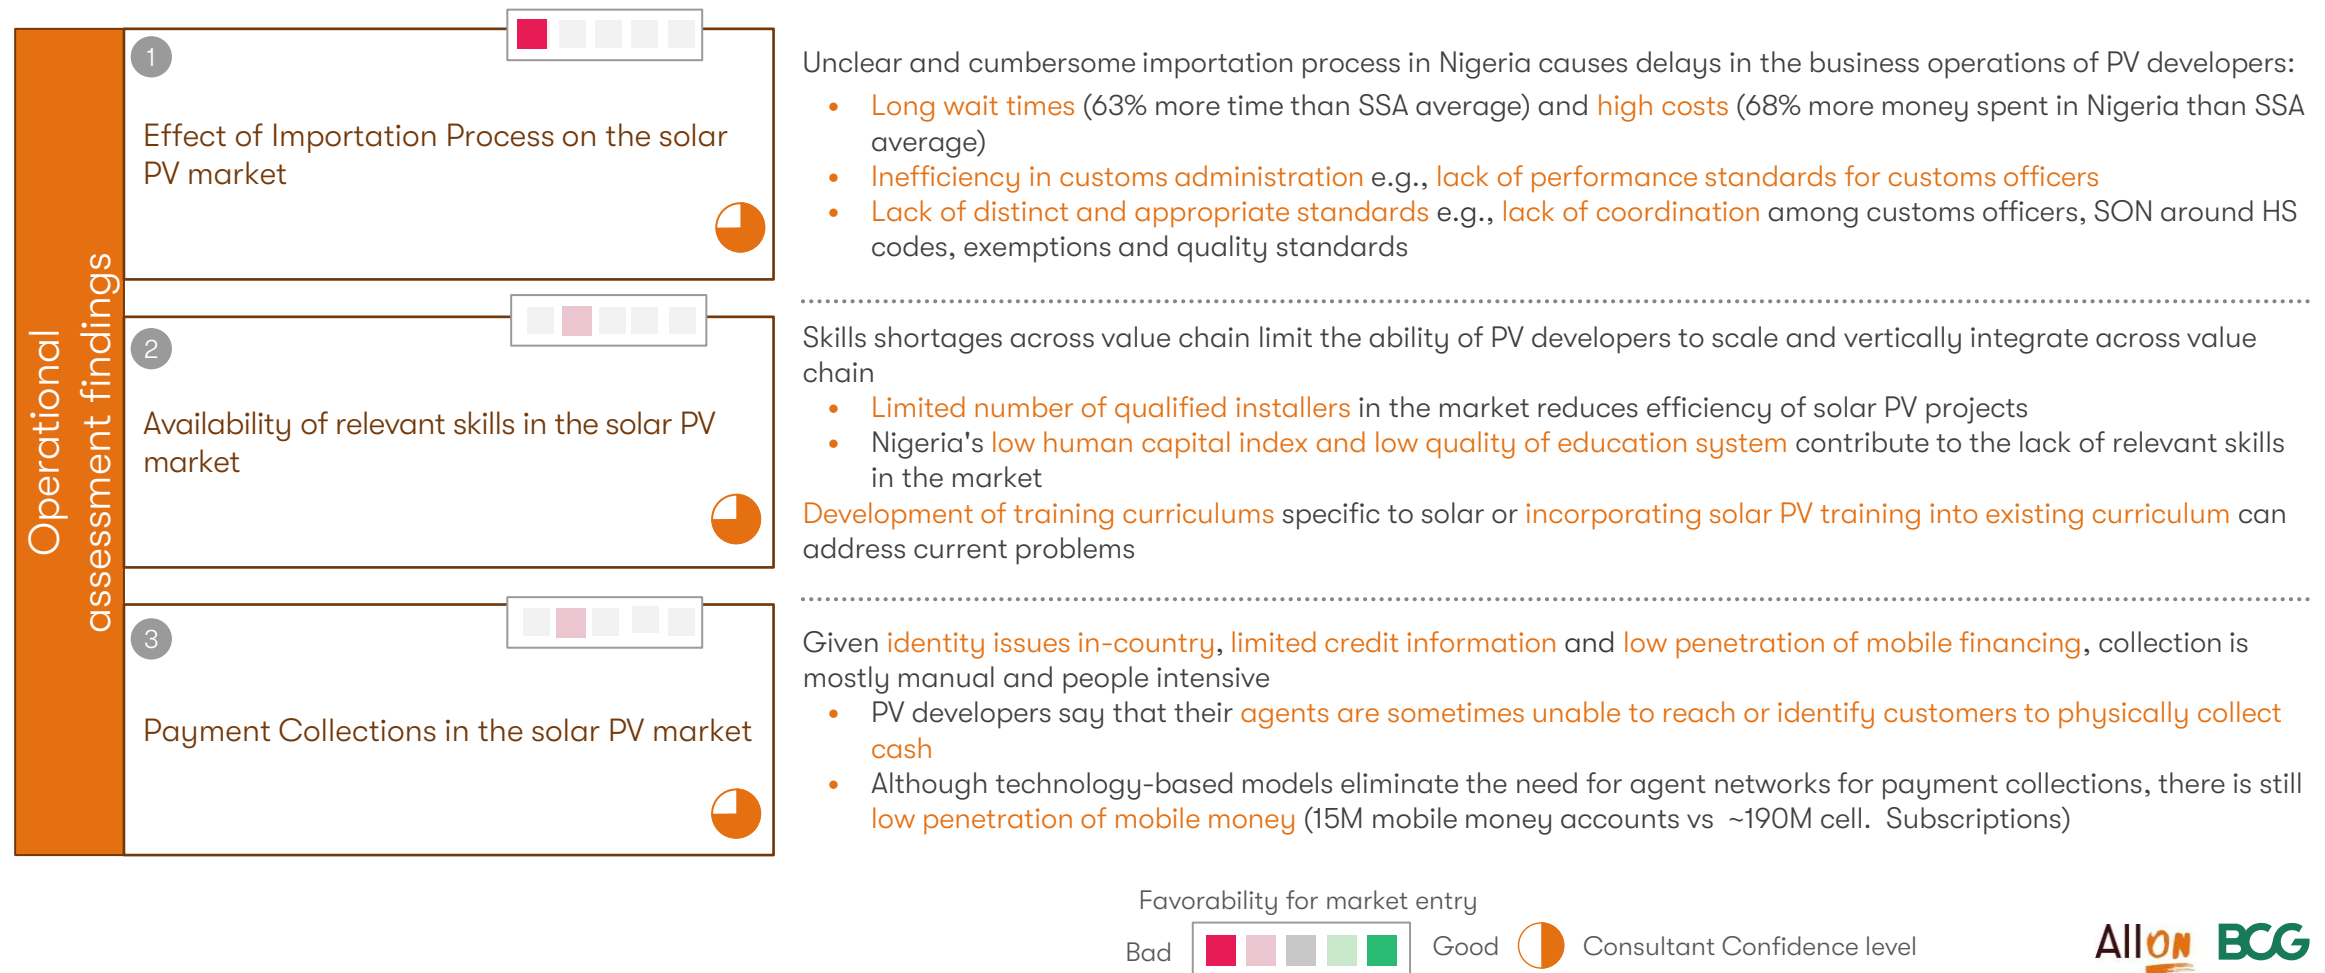 Operational
assessment findings
1
Effect of Importation Process on the solar
PV market
Unclear and cumbersome importation process in Nigeria causes delays in the business operations of PV developers:
• Long wait times (63% more time than SSA average) and high costs (68% more money spent in Nigeria than SSA
average)
• Inefficiency in customs administration e.g., lack of performance standards for customs officers
• Lack of distinct and appropriate standards e.g., lack of coordination among customs officers, SON around HS
codes, exemptions and quality standards
2
Availability of relevant skills in the solar PV
market
Skills shortages across value chain limit the ability of PV developers to scale and vertically integrate across value
chain
• Limited number of qualified installers in the market reduces efficiency of solar PV projects
• Nigeria's low human capital index and low quality of education system contribute to the lack of relevant skills
in the market
Development of training curriculums specific to solar or incorporating solar PV training into existing curriculum can
address current problems
3
Payment Collections in the solar PV market
Given identity issues in-country, limited credit information and low penetration of mobile financing, collection is
mostly manual and people intensive
• PV developers say that their agents are sometimes unable to reach or identify customers to physically collect
cash
• Although technology-based models eliminate the need for agent networks for payment collections, there is still
low penetration of mobile money (15M mobile money accounts vs ~190M cell. Subscriptions)
Favorability for market entry
Bad
Good
Consultant Confidence level
All ON
BCG